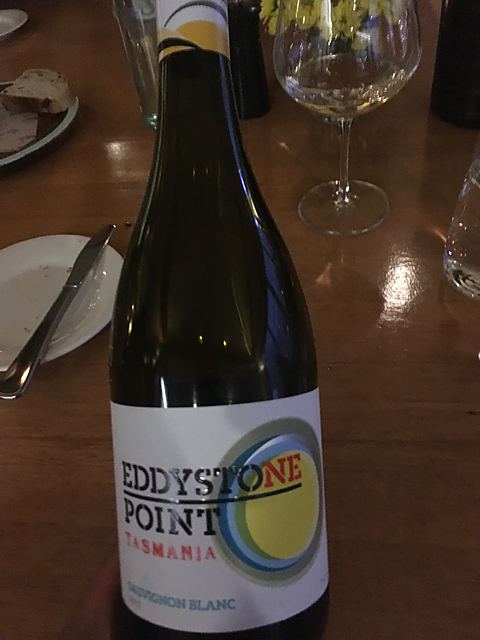 EDDYSTONE
POINT
TASMANIA
SAUVIGNON BLANC